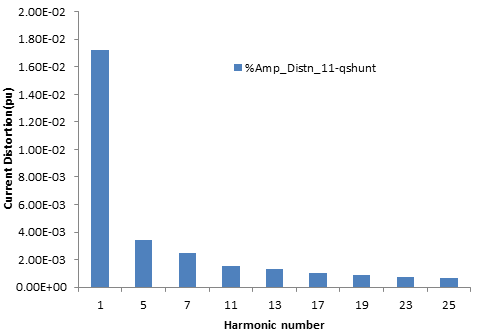 2.00E-02
1.80E-02
1.60E-02
1.40E-02
1.20E-02
1.00E-02
8.00E-03
6.00E-03
4.00E-03
2.00E-03
0.00E+00
Current Distortion(pu)
%Amp_Distn_11-qshunt
1 5 7 11 13 17 19 23 25
Harmonic number